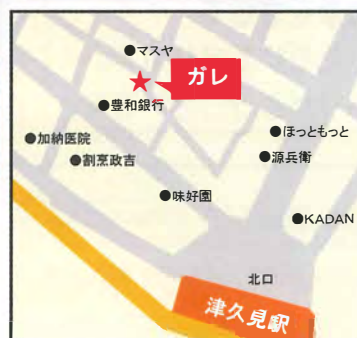 ●マスヤ
ガレ
●豊和銀行
●ほっともっと
●加納医院
●源兵衛
●割烹政吉
●味好園
●KADAN
北口
津久見駅